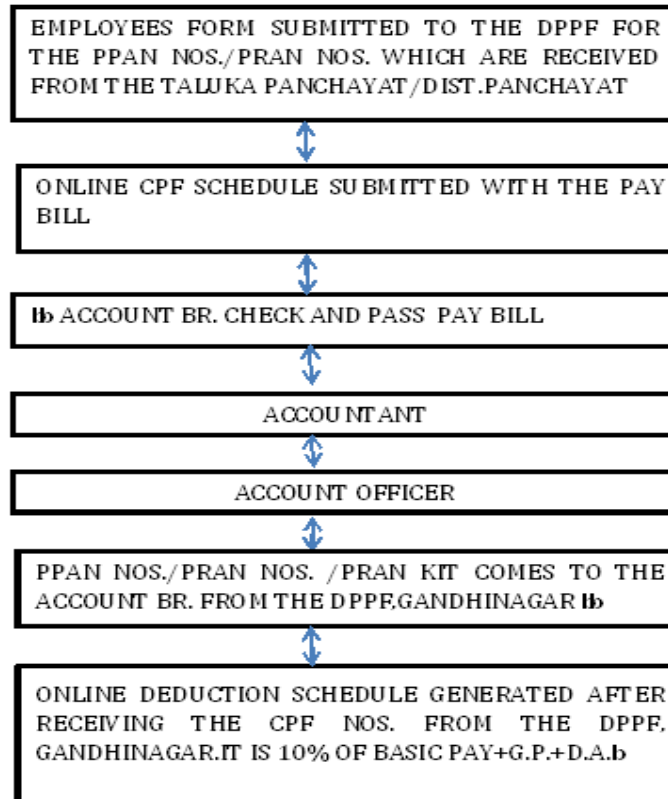 EMPLOYEES FORM SUBMITTED TO THE DPPF FOR
THE PPAN NOS./PRAN NOS. WHICH ARE RECEIVED
FROM THE TALUKA PANCHAYAT/DIST.PANCHAYAT
ONLINE CPF SCHEDULE SUBMITTED WITH THE PAY
BILL
ACCOUNT BR. CHECK AND PASS PAY BILL
ACCOUNTANT
ACCOUNT OFFICER
PPAN NOS./PRAN NOS. /PRAN KIT COMES TO THE
ACCOUNT BR. FROM THE DPPF,GANDHINAGAR
ONLINE DEDUCTION SCHEDULE GENERATED AFTER
RECEIVING THE CPF NOS. FROM THE DPPF,
GANDHINAGAR.IT IS 10% OF BASIC PAY+G.P.+D.A.